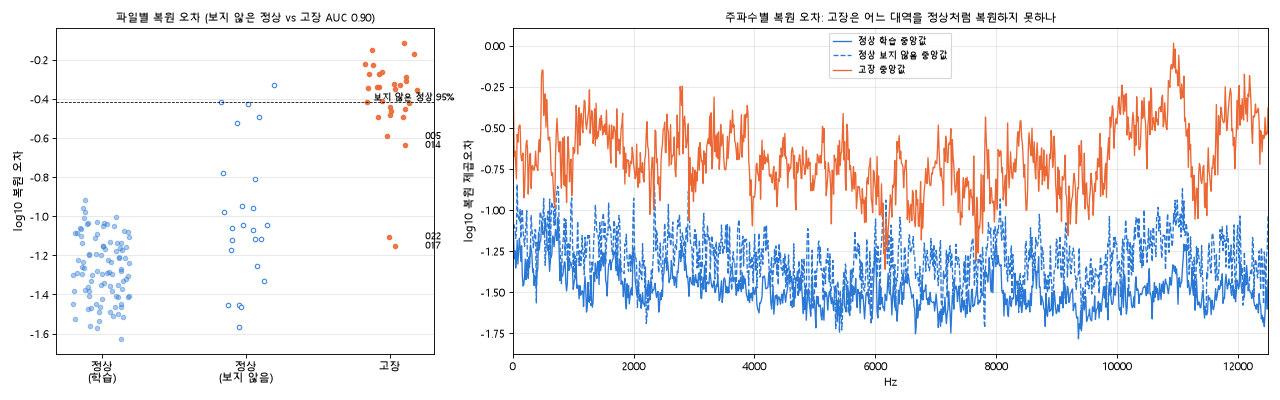 파일별 복원 오차 (보지 않은 정상 vs 고장 AUC 0.90)
log10 복원 오차
-0.2
-0.4
-0.6
-0.8
-1.0
-1.2
-1.4
-1.6
보지 않은 정상 95%
005
014
022
017
정상
(학습)
정상
(보지 않음)
고장
주파수별 복원 오차: 고장은 어느 대역을 정상처럼 복원하지 못하나
log10 복원 제곱오차
0.00
-0.25
-0.50
-0.75
-1.00
-1.25
-1.50
-1.75
정상 학습 중앙값
정상 보지 않음 중앙값
고장 중앙값
0
2000
4000
6000
8000
10000
12000
Hz